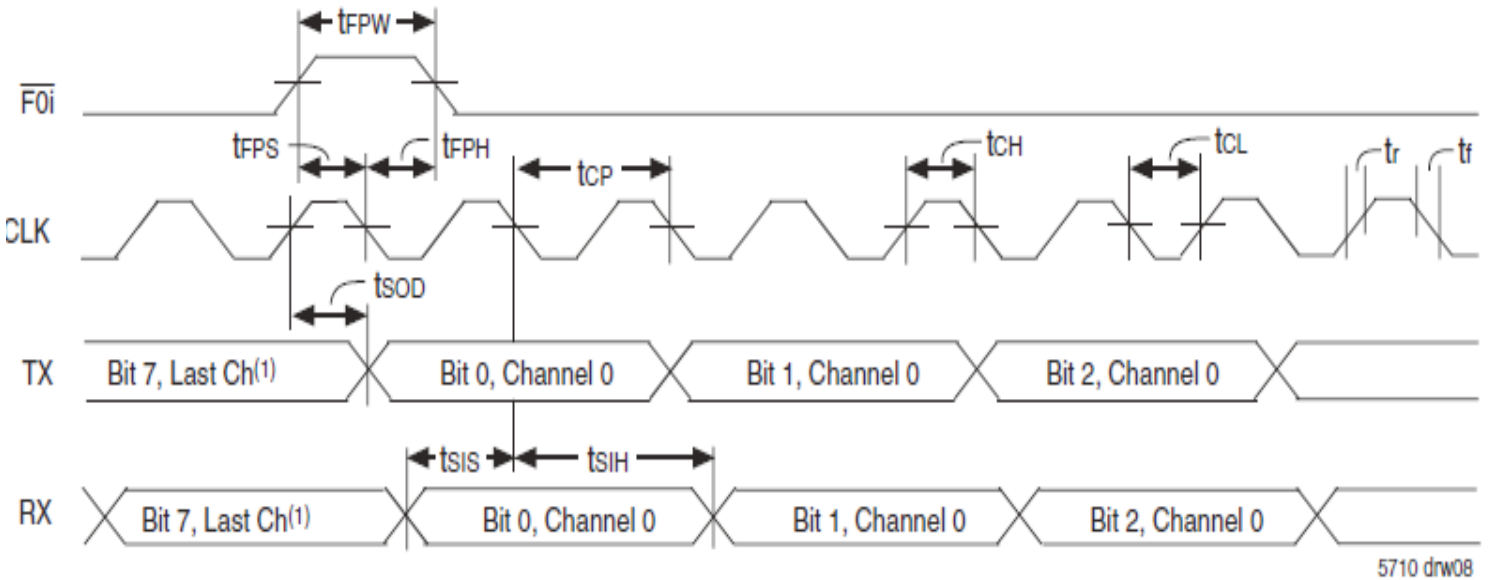 tFPW
F0i
tFPS
tFPH
tCP
tCH
tCL
tr
tf
CLK
tSOD
TX
Bit 7, Last Ch(1)
Bit 0, Channel 0
Bit 1, Channel 0
Bit 2, Channel 0
tSIS
tSIH
RX
Bit 7, Last Ch(1)
Bit 0, Channel 0
Bit 1, Channel 0
Bit 2, Channel 0
5710 drw08